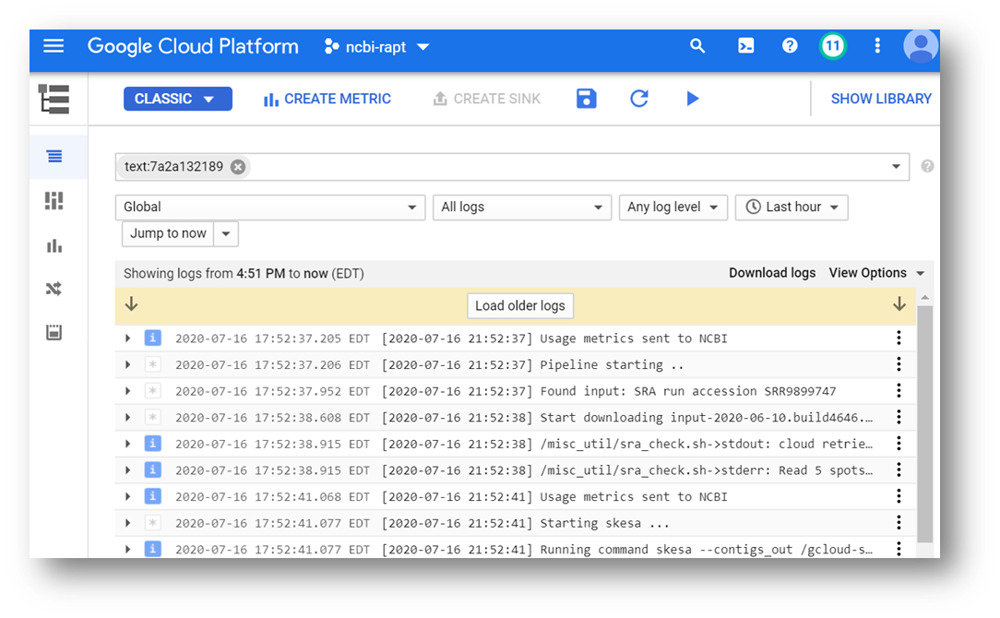 Google Cloud Platform ncbi-rapt 11
CLASSIC CREATE METRIC CREATE SINK SHOW LIBRARY
text:7a2a132189
Global All logs Any log level Last hour
Jump to now
Showing logs from 4:51 PM to now (EDT) Download logs View Options
Load older logs
2020-07-16 17:52:37.205 EDT [2020-07-16 21:52:37] Usage metrics sent to NCBI
2020-07-16 17:52:37.206 EDT [2020-07-16 21:52:37] Pipeline starting ..
2020-07-16 17:52:37.952 EDT [2020-07-16 21:52:37] Found input: SRA run accession SRR9899747
2020-07-16 17:52:38.608 EDT [2020-07-16 21:52:38] Start downloading input-2020-06-10.build4646.…
2020-07-16 17:52:38.915 EDT [2020-07-16 21:52:38] /misc_util/sra_check.sh->stdout: cloud retrie…
2020-07-16 17:52:38.915 EDT [2020-07-16 21:52:38] /misc_util/sra_check.sh->stderr: Read 5 spots…
2020-07-16 17:52:41.068 EDT [2020-07-16 21:52:41] Usage metrics sent to NCBI
2020-07-16 17:52:41.077 EDT [2020-07-16 21:52:41] Starting skesa ...
2020-07-16 17:52:41.077 EDT [2020-07-16 21:52:41] Running command skesa --contigs_out /gcloud-s…